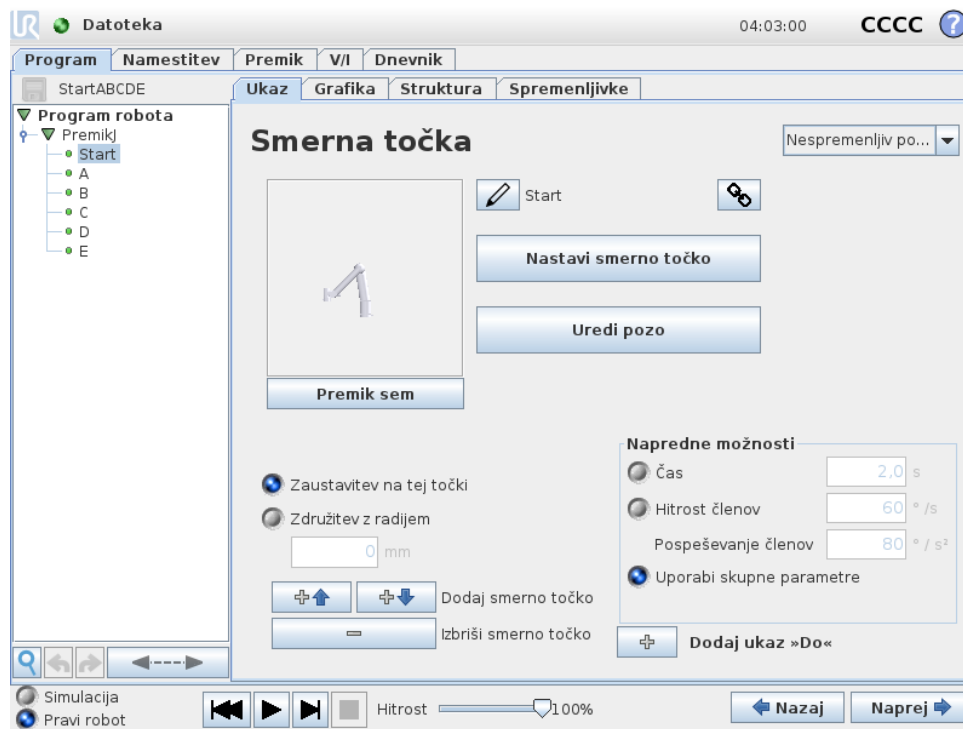 UR Datoteka 04:03:00 CCCC ?
Program Namestitev Premik V/I Dnevnik
StartABCDE
Ukaz Grafika Struktura Spremenljivke
Program robota
PremikJ
Start
A
B
C
D
E
Smerna točka
Nespremenljiv po...
Start
Nastavi smerno točko
Uredi pozo
Premik sem
Zaustavitev na tej točki
Združitev z radijem
0 mm
Dodaj smerno točko
Izbriši smerno točko
Napredne možnosti
Čas 2,0 s
Hitrost členov 60 ° /s
Pospeševanje členov 80 ° / s²
Uporabi skupne parametre
Dodaj ukaz »Do«
Simulacija
Pravi robot
Hitrost 100%
Nazaj Naprej